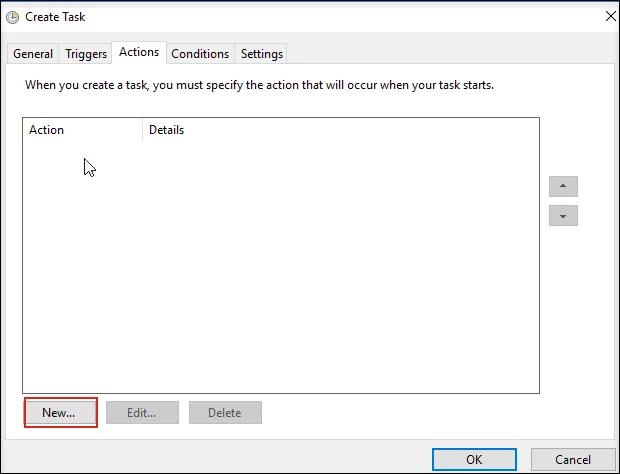 Create Task
General Triggers Actions Conditions Settings
When you create a task, you must specify the action that will occur when your task starts.
Action Details
New... Edit... Delete
OK Cancel